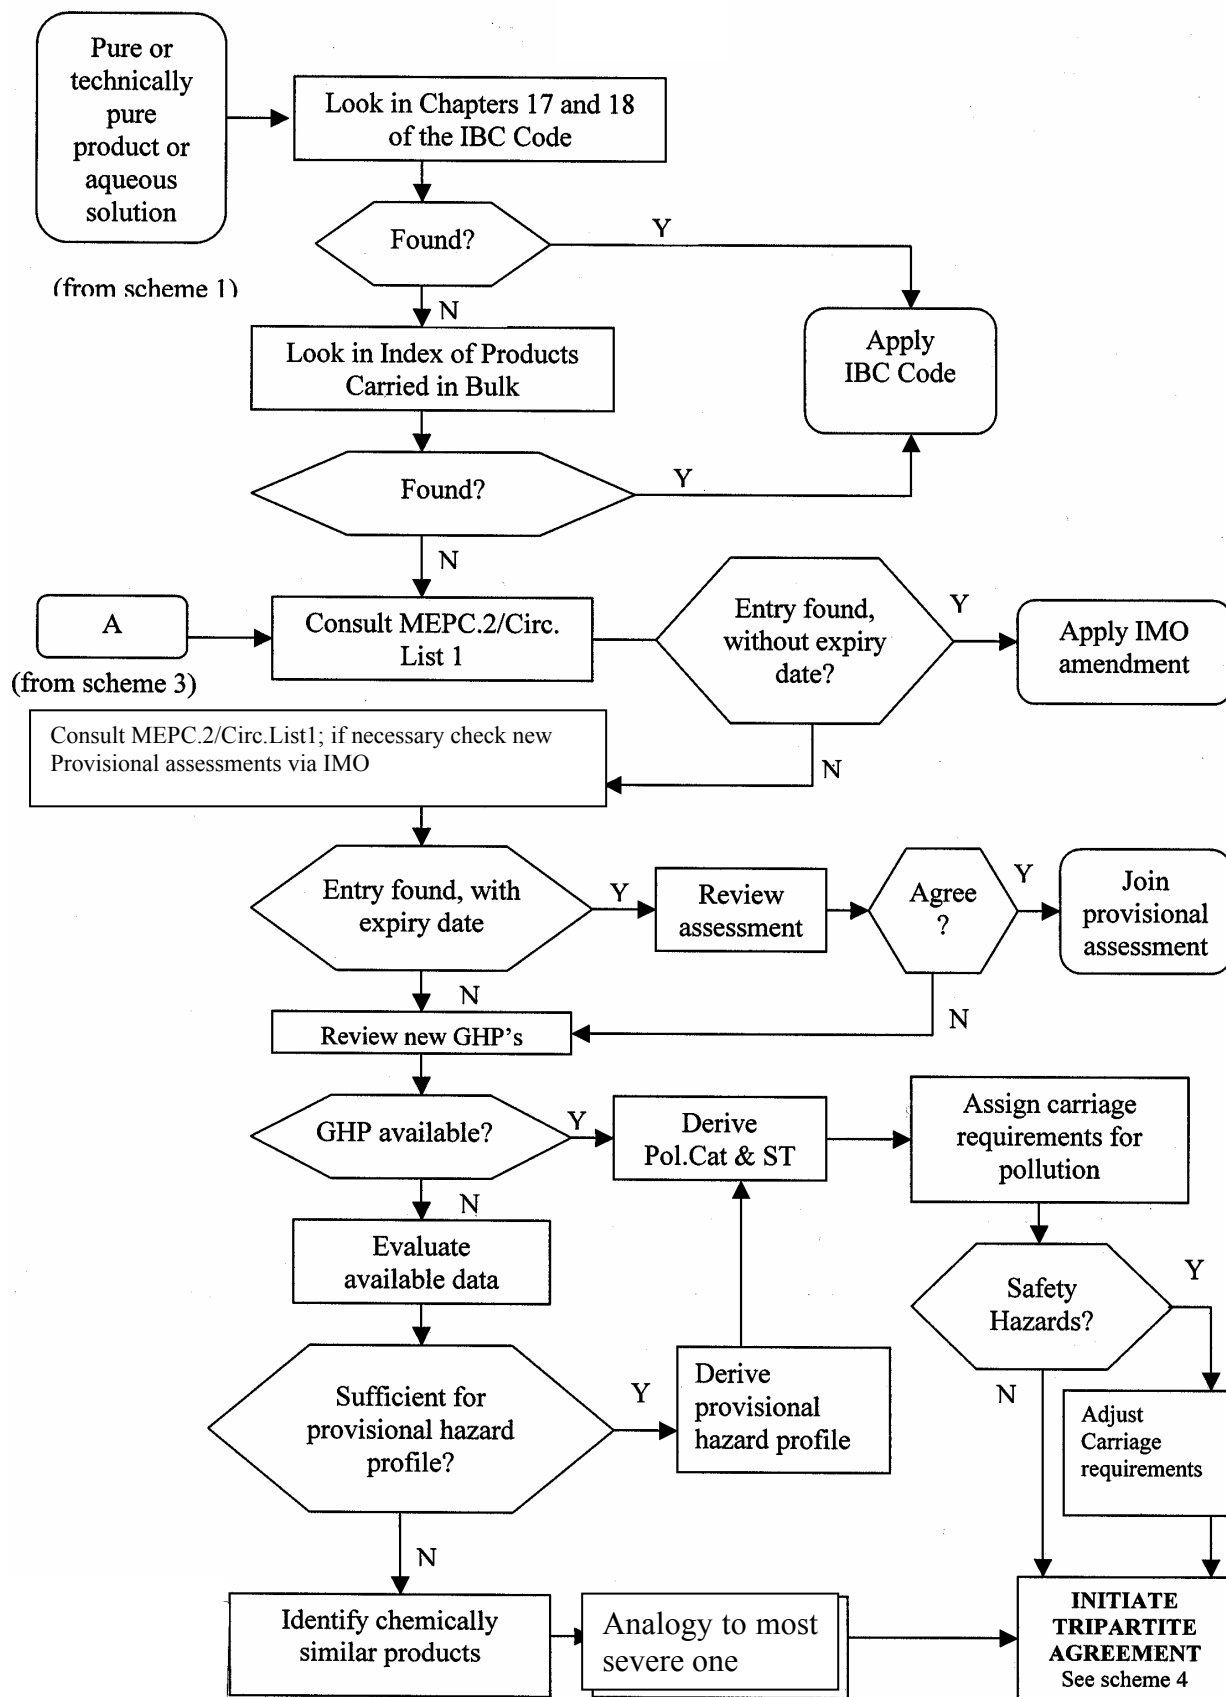 Pure or
technically
pure
product or
aqueous
solution
(from scheme 1)
Look in Chapters 17 and 18
of the IBC Code
Found?
Y
N
Apply
IBC Code
Look in Index of Products
Carried in Bulk
Found?
Y
N
A
(from scheme 3)
Consult MEPC.2/Circ.
List 1
Entry found,
without expiry
date?
Y
Apply IMO
amendment
N
Consult MEPC.2/Circ.List1; if necessary check new
Provisional assessments via IMO
Entry found, with
expiry date
Y
Review
assessment
Agree
?
Y
Join
provisional
assessment
N
N
Review new GHP's
GHP available?
Y
Derive
Pol.Cat & ST
Assign carriage
requirements for
pollution
N
Evaluate
available data
Safety
Hazards?
Y
N
Sufficient for
provisional hazard
profile?
Y
Derive
provisional
hazard profile
Adjust
Carriage
requirements
N
Identify chemically
similar products
Analogy to most
severe one
INITIATE
TRIPARTITE
AGREEMENT
See scheme 4